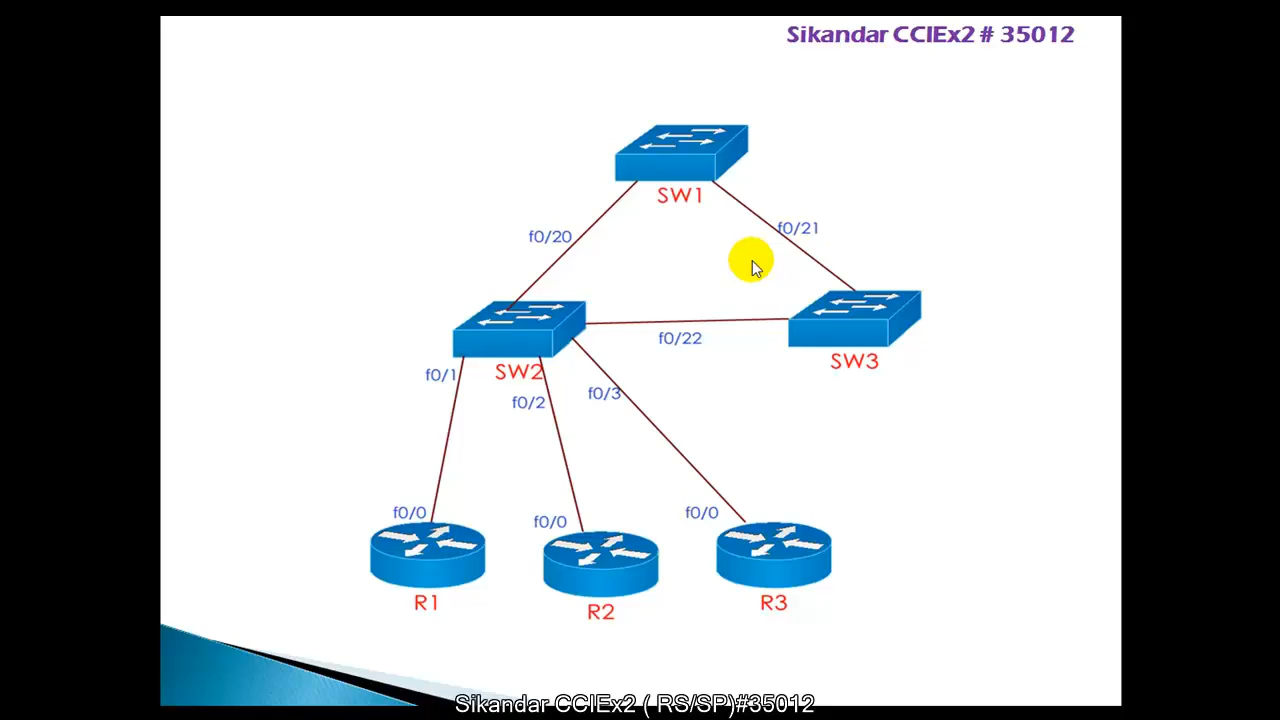 Sikandar CCIEx2 # 35012
SW1
f0/20
f0/21
f0/22
SW2
SW3
f0/1
f0/2
f0/3
f0/0
f0/0
f0/0
R1
R2
R3
Sikandar CCIEx2 ( RS/SP)#35012